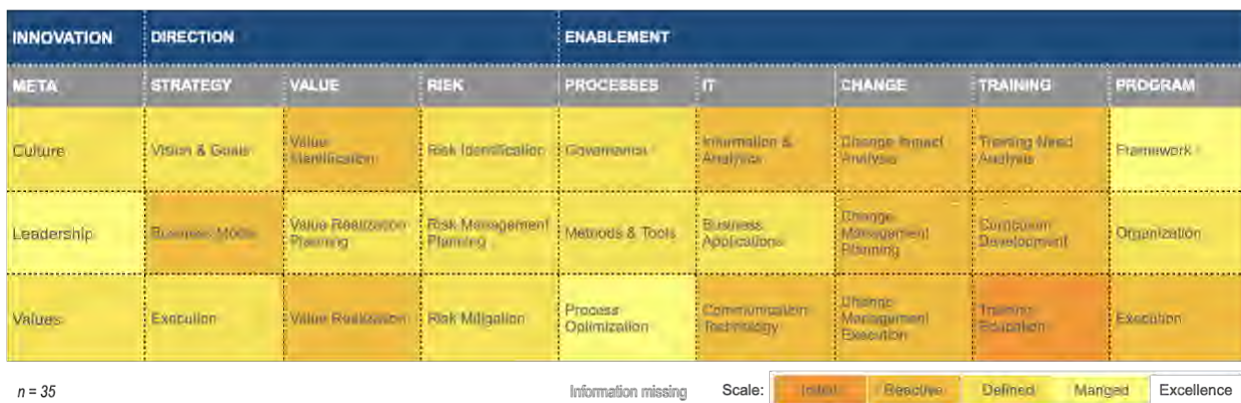 INNOVATION DIRECTION ENABLEMENT
META STRATEGY VALUE RISK PROCESSES IT CHANGE TRAINING PROGRAM
Culture Vision & Goals Value Identification Risk Identification Governance Information & Analytics Change Impact Analysis Training Need Analysis Framework
Leadership Business Model Value Realization Planning Risk Management Planning Methods & Tools Business Applications Change Management Planning Curriculum Development Organization
Values Execution Value Realization Risk Mitigation Process Optimization Communication Technology Change Management Execution Training Education Execution
n = 35 Information missing Scale: Initial Reactive Defined Manged Excellence